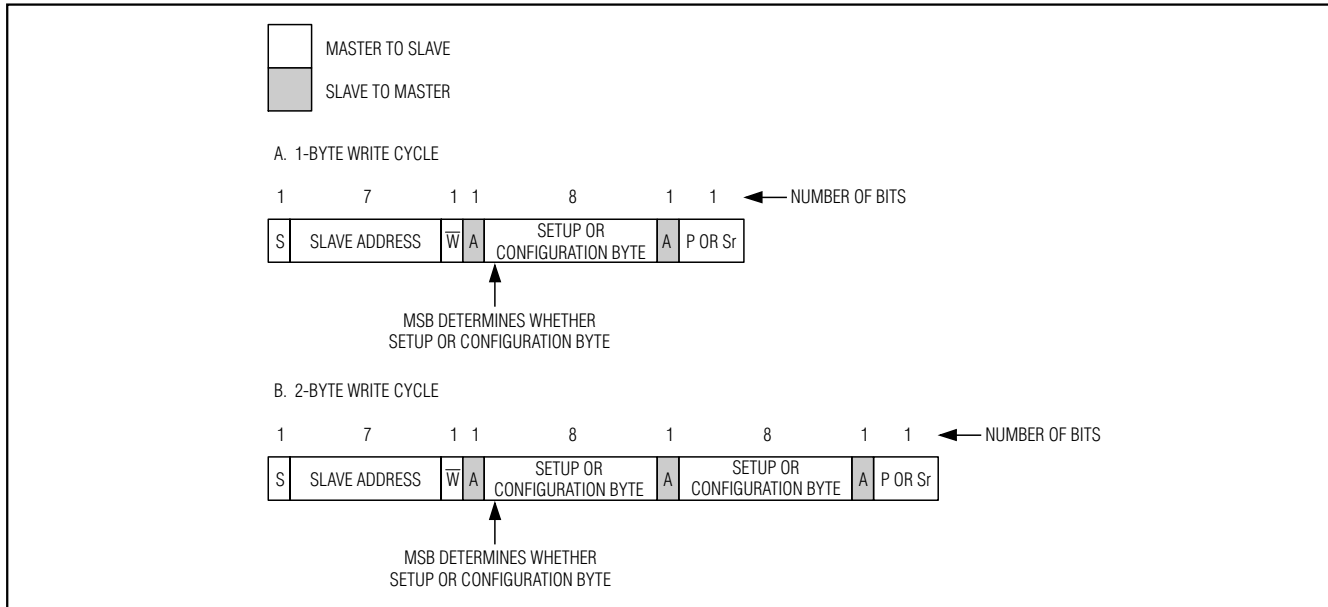 MASTER TO SLAVE
SLAVE TO MASTER
A. 1-BYTE WRITE CYCLE
1 7 1 1 8 1 1 NUMBER OF BITS
S SLAVE ADDRESS W̅ A SETUP OR CONFIGURATION BYTE A P OR Sr
MSB DETERMINES WHETHER
SETUP OR CONFIGURATION BYTE
B. 2-BYTE WRITE CYCLE
1 7 1 1 8 1 8 1 1 NUMBER OF BITS
S SLAVE ADDRESS W̅ A SETUP OR CONFIGURATION BYTE A SETUP OR CONFIGURATION BYTE A P OR Sr
MSB DETERMINES WHETHER
SETUP OR CONFIGURATION BYTE